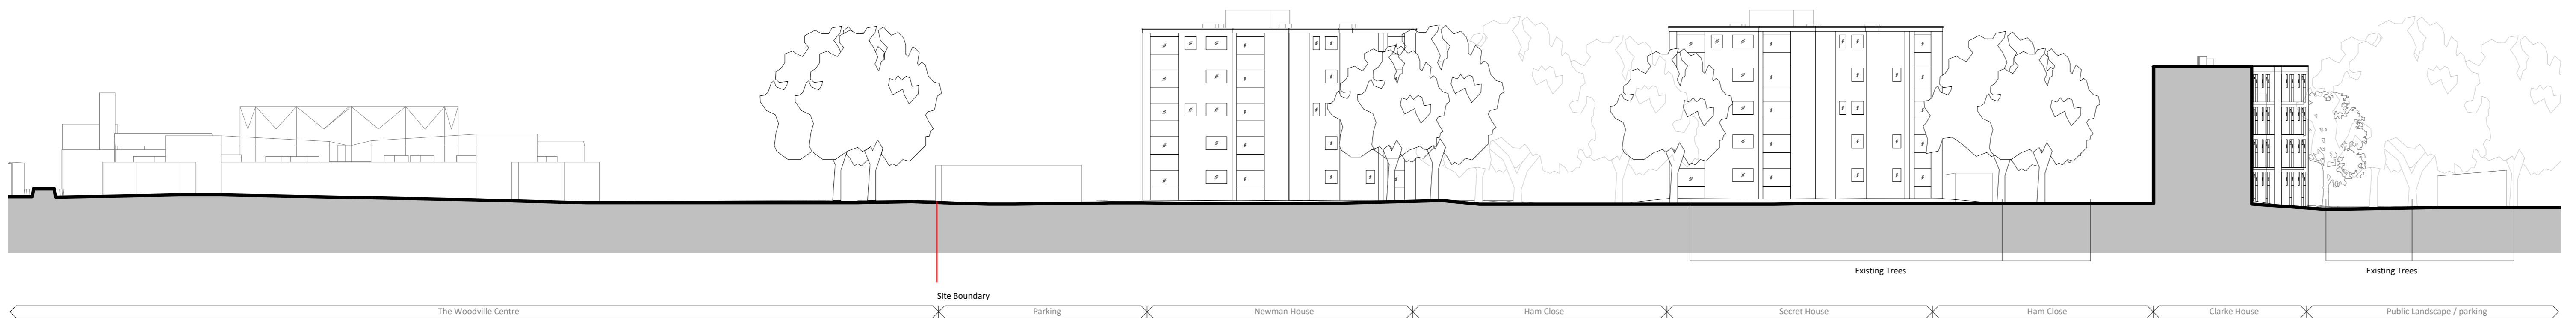 Existing Trees
Existing Trees
Site Boundary
The Woodville Centre
Parking
Newman House
Ham Close
Secret House
Ham Close
Clarke House
Public Landscape / parking